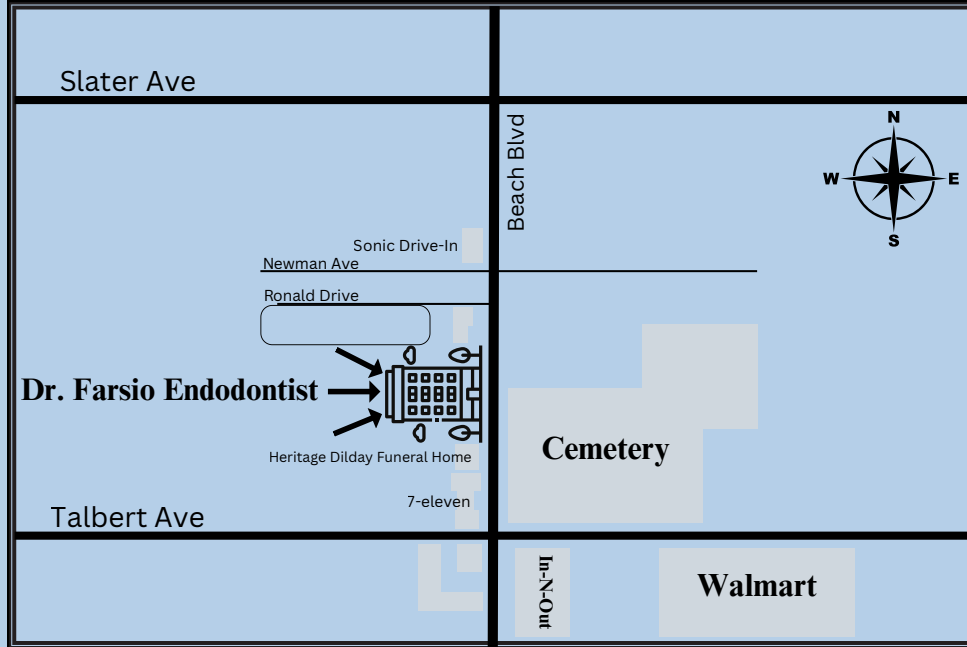 Slater Ave
Beach Blvd
N
W
E
S
Sonic Drive-In
Newman Ave
Ronald Drive
Dr. Farsio Endodontist
Cemetery
Heritage Dilday Funeral Home
7-eleven
Talbert Ave
In-N-Out
Walmart